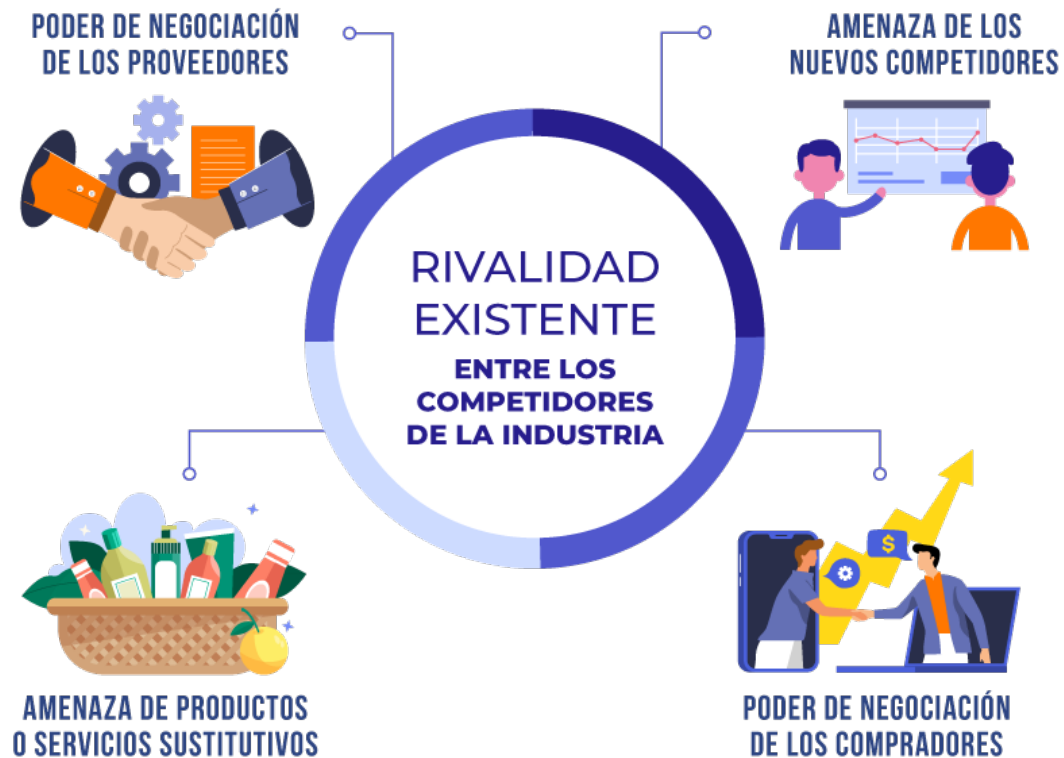 PODER DE NEGOCIACIÓN
DE LOS PROVEEDORES
AMENAZA DE LOS
NUEVOS COMPETIDORES
RIVALIDAD
EXISTENTE
ENTRE LOS
COMPETIDORES
DE LA INDUSTRIA
$
AMENAZA DE PRODUCTOS
O SERVICIOS SUSTITUTIVOS
PODER DE NEGOCIACIÓN
DE LOS COMPRADORES